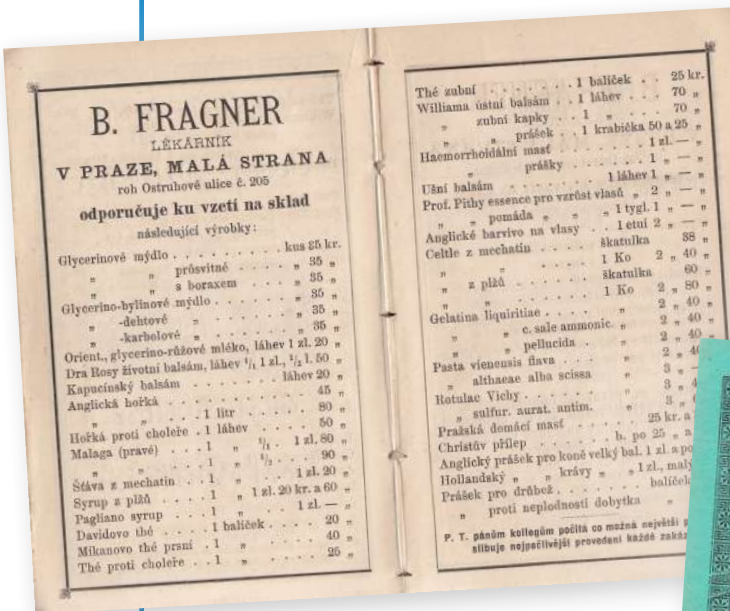 B. FRAGNER
LÉKÁRNÍK
V PRAZE, MALÁ STRANA
roh Ostruhové ulice č. 205
odporučuje ku vzetí na sklad
následující výrobky:
Glycerinové mýdlo . . . . . . . . kus 35 kr.
„ „ průsvitné . . . . . „ 35 „
„ „ s boraxem . . . . „ 35 „
Glycerino-bylinové mýdlo . . . . . . „ 35 „
„ -dehtové „ . . . . . . „ 35 „
„ -karbolové „ . . . . . . „ 35 „
Orient., glycerino-růžové mléko, láhev 1 zl. 20 „
Dra Rosy životní balsám, láhev 1/1 1 zl., 1/2 l. 50 „
Kapucínský balsám . . . . . . . láhev 20 „
Anglická hořká . . . . . . . . . 45 „
„ „ . . . 1 litr . . . . . 80 „
Hořká proti choleře . 1 láhev . . . . 50 „
Malaga (pravé) . . . 1 „ 1/1 . 1 zl. 80 „
„ „ . . . 1 „ 1/2 . . . 90 „
Šťáva z mechatin . . 1 „ . . . 1 zl. 20 „
Syrup z plžů . . . . 1 „ 1 zl. 20 kr. a 60 „
Pagliano syrup . . . 1 „ . . . 1 zl. — „
Davidovo thé . . . . 1 balíček . . . . 20 „
Mikanovo thé prsní . 1 „ . . . . 40 „
Thé proti choleře . . 1 „ . . . . 25 „
Thé zubní . . . . . . . 1 balíček . . 25 kr.
Williama ústní balsám . . 1 láhev . . . 70 „
„ zubní kapky . . 1 „ . . . 70 „
„ „ prášek . . 1 krabička 50 a 25 „
Haemorrhoidální masť . . . . . . 1 zl. — „
„ prášky . . . . . . 1 „ — „
Ušní balsám . . . . . . . 1 láhev 1 „ — „
Prof. Pithy essence pro vzrůst vlasů „ 2 „ — „
„ „ pomáda „ „ „ 1 tygl. 1 „ — „
Anglické barvivo na vlasy . . 1 etui 2 „ — „
Celtle z mechatin . . . . škatulka 38 „
„ „ . . . . 1 Ko 2 „ 40 „
„ z plžů . . . . . škatulka 60 „
„ „ . . . . . 1 Ko 2 „ 80 „
Gelatina liquiritiae . . . . „ 2 „ 40 „
„ „ c. sale ammonic. „ 2 „ 40 „
„ „ pellucida . „ 2 „
Pasta vienensis flava . . . „ 2 „
„ althaeae alba scissa „ 3 „
Rotulae Vichy . . . . . . „ 3 „
„ sulfur. aurat. antim. „ 3 „
Pražská domácí masť . . . . . 25 kr. a
Christův přílep . . . . b. po 25 „ a
Anglický prášek pro koně velký bal. 1 zl. a
Hollandský „ „ krávy „ „ 1 zl.,
Prášek pro drůbež . . . . . . .
„ proti neplodnosti dobytka „
P. T. pánům kollegům počítá co možná největší
slibuje nejpečlivější provedení každé